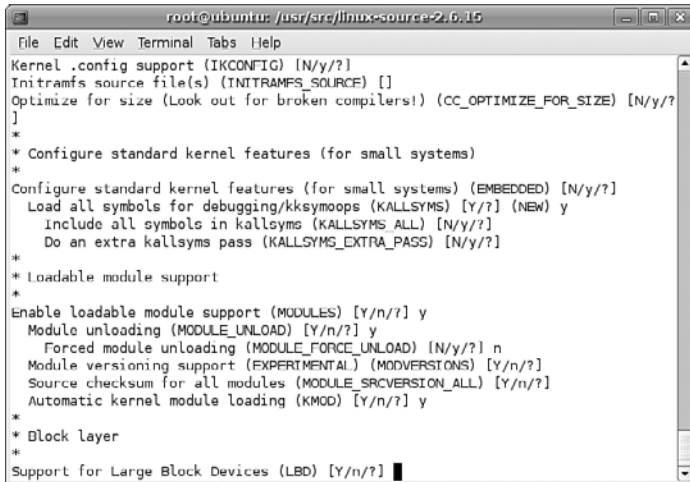 root@ubuntu: /usr/src/linux-source-2.6.15
File Edit View Terminal Tabs Help
Kernel .config support (IKCONFIG) [N/y/?]
Initramfs source file(s) (INITRAMFS_SOURCE) []
Optimize for size (Look out for broken compilers!) (CC_OPTIMIZE_FOR_SIZE) [N/y/?
]
*
* Configure standard kernel features (for small systems)
*
Configure standard kernel features (for small systems) (EMBEDDED) [N/y/?]
Load all symbols for debugging/kksymoops (KALLSYMS) [Y/?] (NEW) y
Include all symbols in kallsyms (KALLSYMS_ALL) [N/y/?]
Do an extra kallsyms pass (KALLSYMS_EXTRA_PASS) [N/y/?]
*
* Loadable module support
*
Enable loadable module support (MODULES) [Y/n/?] y
Module unloading (MODULE_UNLOAD) [Y/n/?] y
Forced module unloading (MODULE_FORCE_UNLOAD) [N/y/?] n
Module versioning support (EXPERIMENTAL) (MODVERSIONS) [Y/n/?]
Source checksum for all modules (MODULE_SRCVERSION_ALL) [Y/n/?]
Automatic kernel module loading (KMOD) [Y/n/?] y
*
* Block layer
*
Support for Large Block Devices (LBD) [Y/n/?]